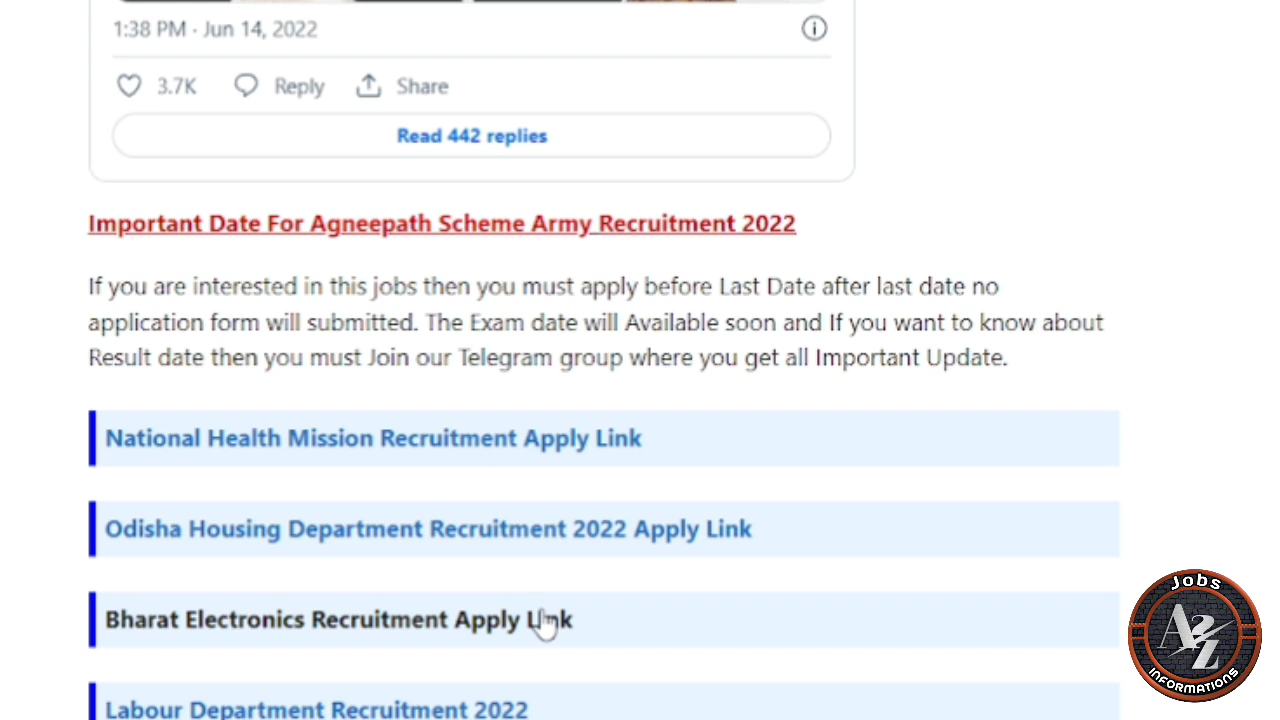 1:38 PM · Jun 14, 2022
3.7K Reply Share
Read 442 replies
Important Date For Agneepath Scheme Army Recruitment 2022
If you are interested in this jobs then you must apply before Last Date after last date no
application form will submitted. The Exam date will Available soon and If you want to know about
Result date then you must Join our Telegram group where you get all Important Update.
National Health Mission Recruitment Apply Link
Odisha Housing Department Recruitment 2022 Apply Link
Bharat Electronics Recruitment Apply Link
Labour Department Recruitment 2022
Jobs
A2Z
INFORMATIONS